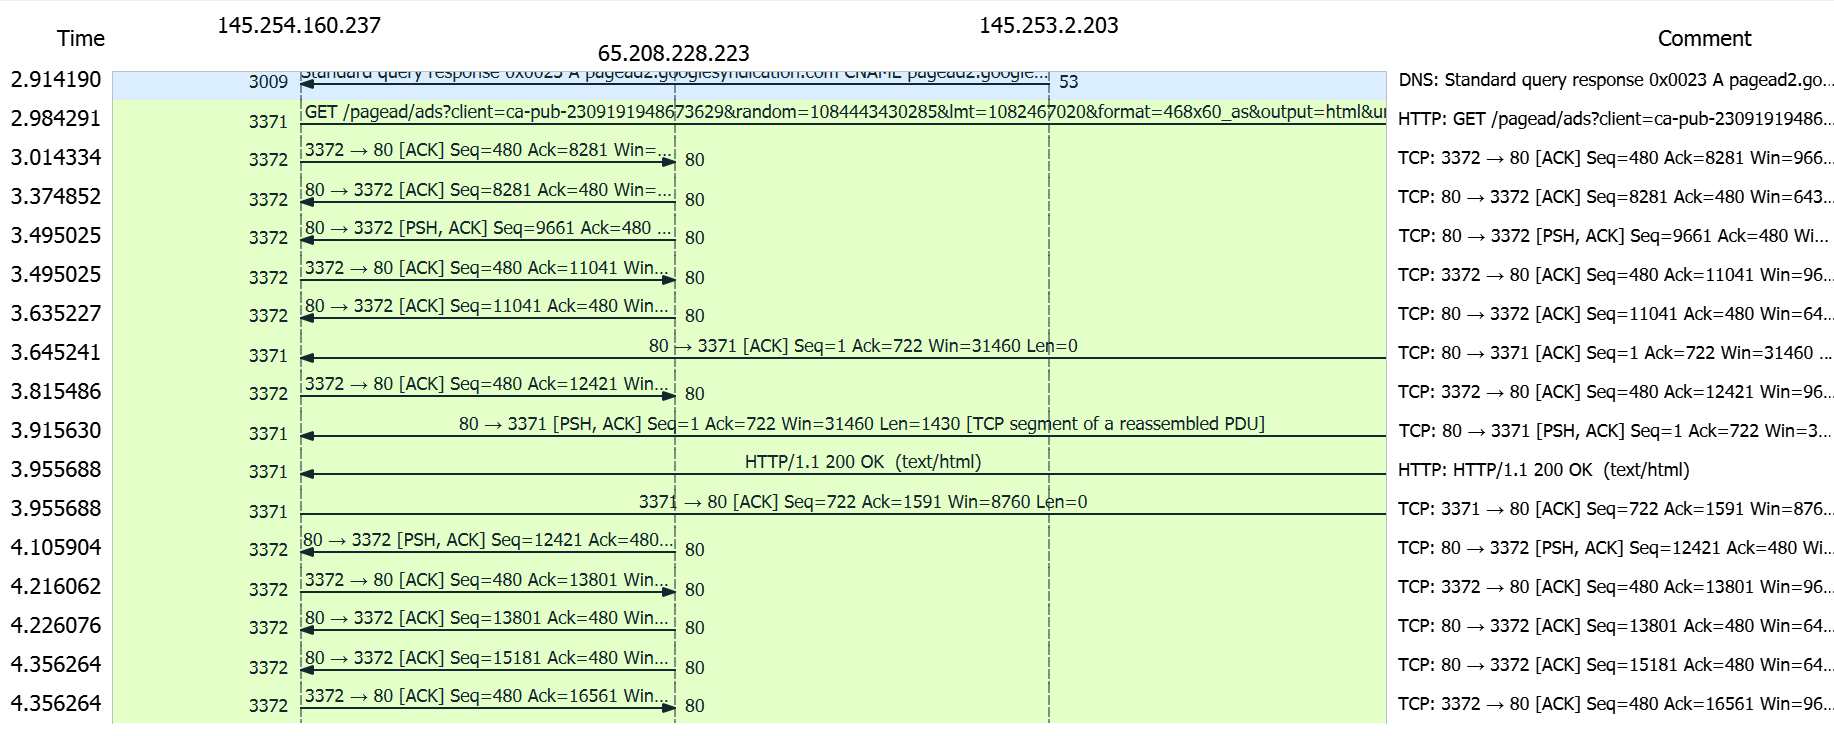 145.254.160.237 145.253.2.203
Time 65.208.228.223 Comment
2.914190 3009 Standard query response 0x0023 A pagead2.googlesyndication.com CNAME pagead2.google... 53 DNS: Standard query response 0x0023 A pagead2.go...
2.984291 3371 GET /pagead/ads?client=ca-pub-2309191948673629&random=1084443430285&lmt=1082467020&format=468x60_as&output=html&ur HTTP: GET /pagead/ads?client=ca-pub-23091919486...
3.014334 3372 3372 → 80 [ACK] Seq=480 Ack=8281 Win=... 80 TCP: 3372 → 80 [ACK] Seq=480 Ack=8281 Win=966...
3.374852 3372 80 → 3372 [ACK] Seq=8281 Ack=480 Win=... 80 TCP: 80 → 3372 [ACK] Seq=8281 Ack=480 Win=643...
3.495025 3372 80 → 3372 [PSH, ACK] Seq=9661 Ack=480 ... 80 TCP: 80 → 3372 [PSH, ACK] Seq=9661 Ack=480 Wi...
3.495025 3372 3372 → 80 [ACK] Seq=480 Ack=11041 Win... 80 TCP: 3372 → 80 [ACK] Seq=480 Ack=11041 Win=96...
3.635227 3372 80 → 3372 [ACK] Seq=11041 Ack=480 Win... 80 TCP: 80 → 3372 [ACK] Seq=11041 Ack=480 Win=64...
3.645241 3371 80 → 3371 [ACK] Seq=1 Ack=722 Win=31460 Len=0 TCP: 80 → 3371 [ACK] Seq=1 Ack=722 Win=31460 ...
3.815486 3372 3372 → 80 [ACK] Seq=480 Ack=12421 Win... 80 TCP: 3372 → 80 [ACK] Seq=480 Ack=12421 Win=96...
3.915630 3371 80 → 3371 [PSH, ACK] Seq=1 Ack=722 Win=31460 Len=1430 [TCP segment of a reassembled PDU] TCP: 80 → 3371 [PSH, ACK] Seq=1 Ack=722 Win=3...
3.955688 3371 HTTP/1.1 200 OK (text/html) HTTP: HTTP/1.1 200 OK (text/html)
3.955688 3371 3371 → 80 [ACK] Seq=722 Ack=1591 Win=8760 Len=0 TCP: 3371 → 80 [ACK] Seq=722 Ack=1591 Win=876...
4.105904 3372 80 → 3372 [PSH, ACK] Seq=12421 Ack=480... 80 TCP: 80 → 3372 [PSH, ACK] Seq=12421 Ack=480 Wi...
4.216062 3372 3372 → 80 [ACK] Seq=480 Ack=13801 Win... 80 TCP: 3372 → 80 [ACK] Seq=480 Ack=13801 Win=96...
4.226076 3372 80 → 3372 [ACK] Seq=13801 Ack=480 Win... 80 TCP: 80 → 3372 [ACK] Seq=13801 Ack=480 Win=64...
4.356264 3372 80 → 3372 [ACK] Seq=15181 Ack=480 Win... 80 TCP: 80 → 3372 [ACK] Seq=15181 Ack=480 Win=64...
4.356264 3372 3372 → 80 [ACK] Seq=480 Ack=16561 Win... 80 TCP: 3372 → 80 [ACK] Seq=480 Ack=16561 Win=96...